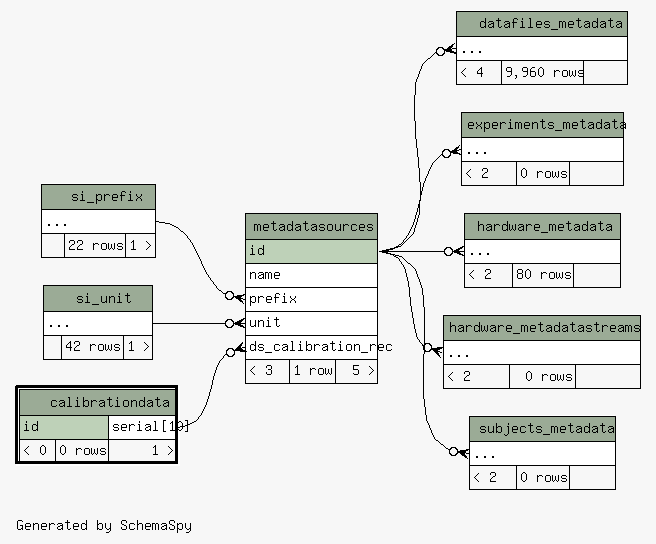 datafiles_metadata
...
< 4 9,960 rows
experiments_metadata
...
< 2 0 rows
si_prefix
...
22 rows 1 >
metadatasources
id
name
prefix
unit
ds_calibration_rec
< 3 1 row 5 >
hardware_metadata
...
< 2 80 rows
si_unit
...
42 rows 1 >
hardware_metadatastreams
...
< 2 0 rows
calibrationdata
id serial[10]
< 0 0 rows 1 >
subjects_metadata
...
< 2 0 rows
Generated by SchemaSpy